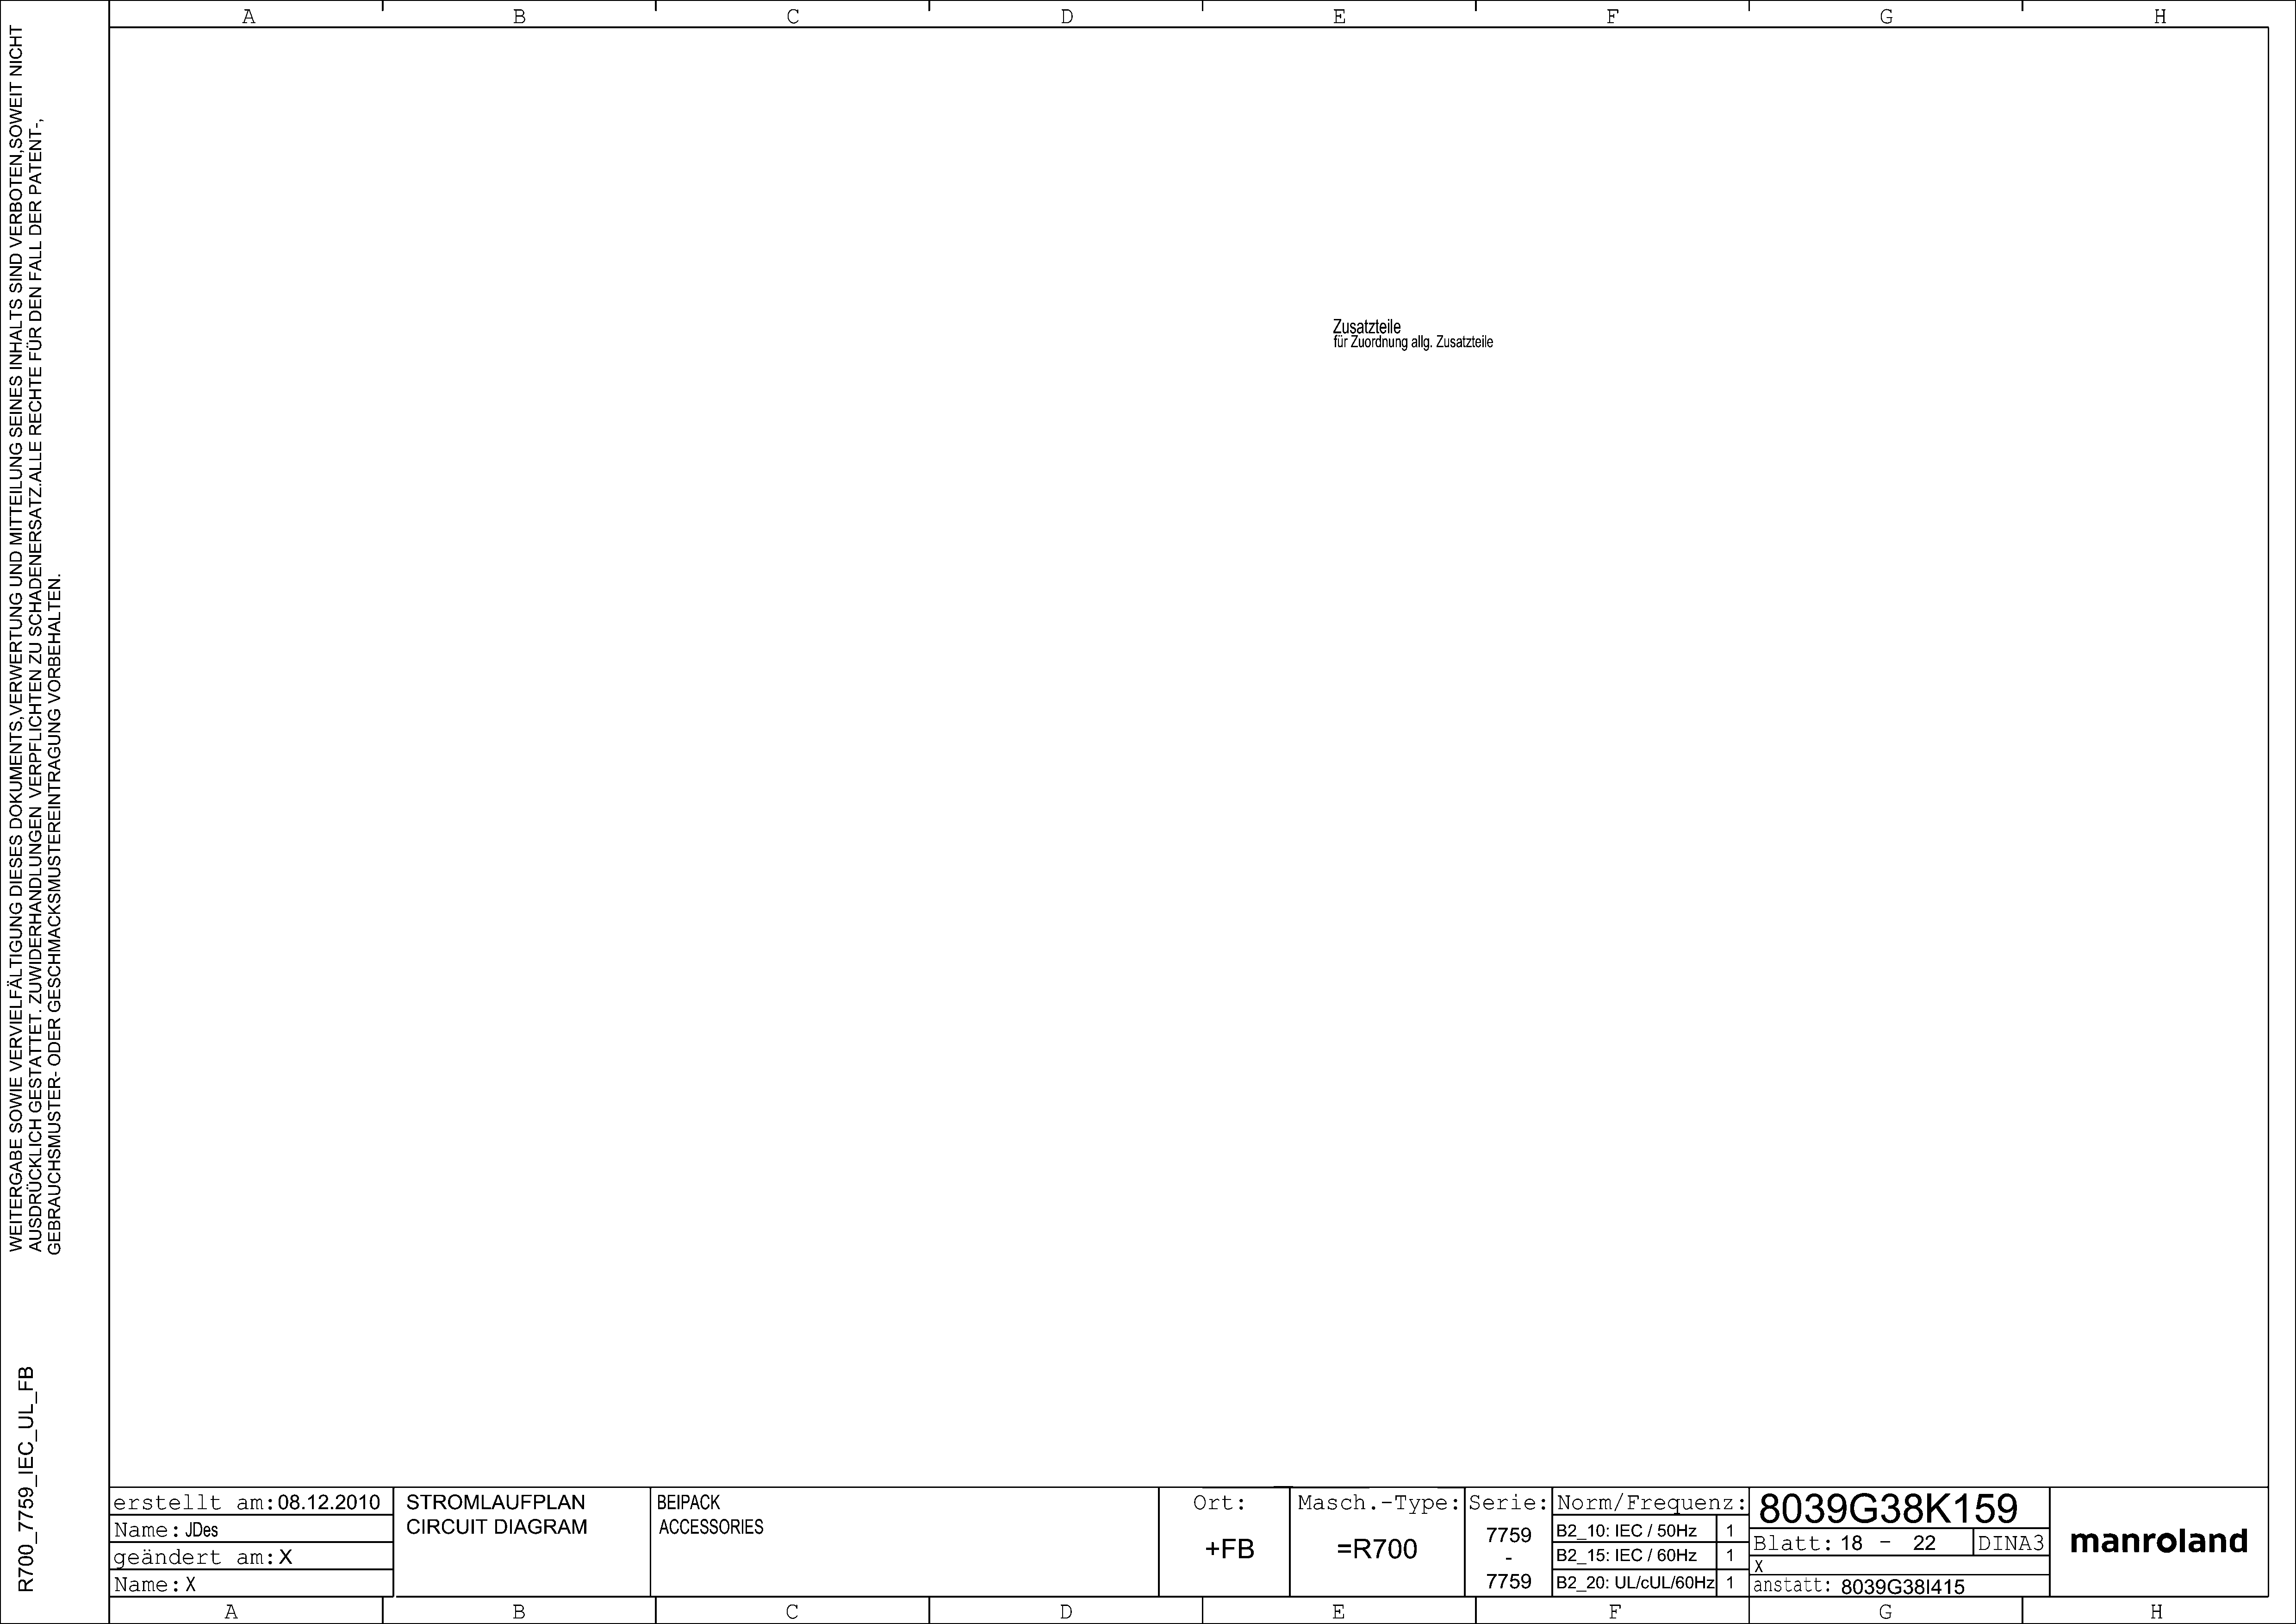 A B C D E F G H
WEITERGABE SOWIE VERVIELFÄLTIGUNG DIESES DOKUMENTS,VERWERTUNG UND MITTEILUNG SEINES INHALTS SIND VERBOTEN,SOWEIT NICHT
AUSDRÜCKLICH GESTATTET. ZUWIDERHANDLUNGEN VERPFLICHTEN ZU SCHADENERSATZ.ALLE RECHTE FÜR DEN FALL DER PATENT-,
GEBRAUCHSMUSTER- ODER GESCHMACKSMUSTEREINTRAGUNG VORBEHALTEN.
R700_7759_IEC_UL_FB
Zusatzteile
für Zuordnung allg. Zusatzteile
erstellt am: 08.12.2010
Name: JDes
geändert am: X
Name: X
STROMLAUFPLAN
CIRCUIT DIAGRAM
BEIPACK
ACCESSORIES
Ort:
+FB
Masch.-Type:
=R700
Serie:
7759
-
7759
Norm/Frequenz:
B2_10: IEC / 50Hz 1
B2_15: IEC / 60Hz 1
B2_20: UL/cUL/60Hz 1
8039G38K159
Blatt: 18 - 22 DINA3
X
anstatt: 8039G38I415
manroland
A B C D E F G H